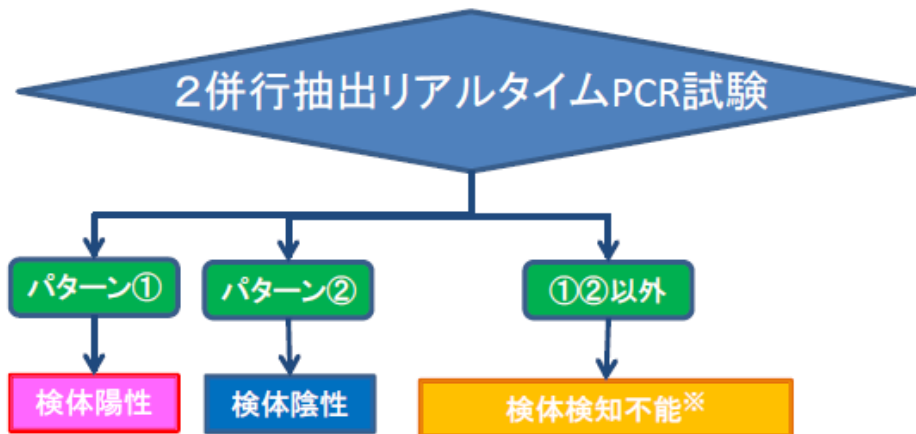 ２併行抽出リアルタイムPCR試験
パターン①
パターン②
①②以外
検体陽性
検体陰性
検体検知不能※